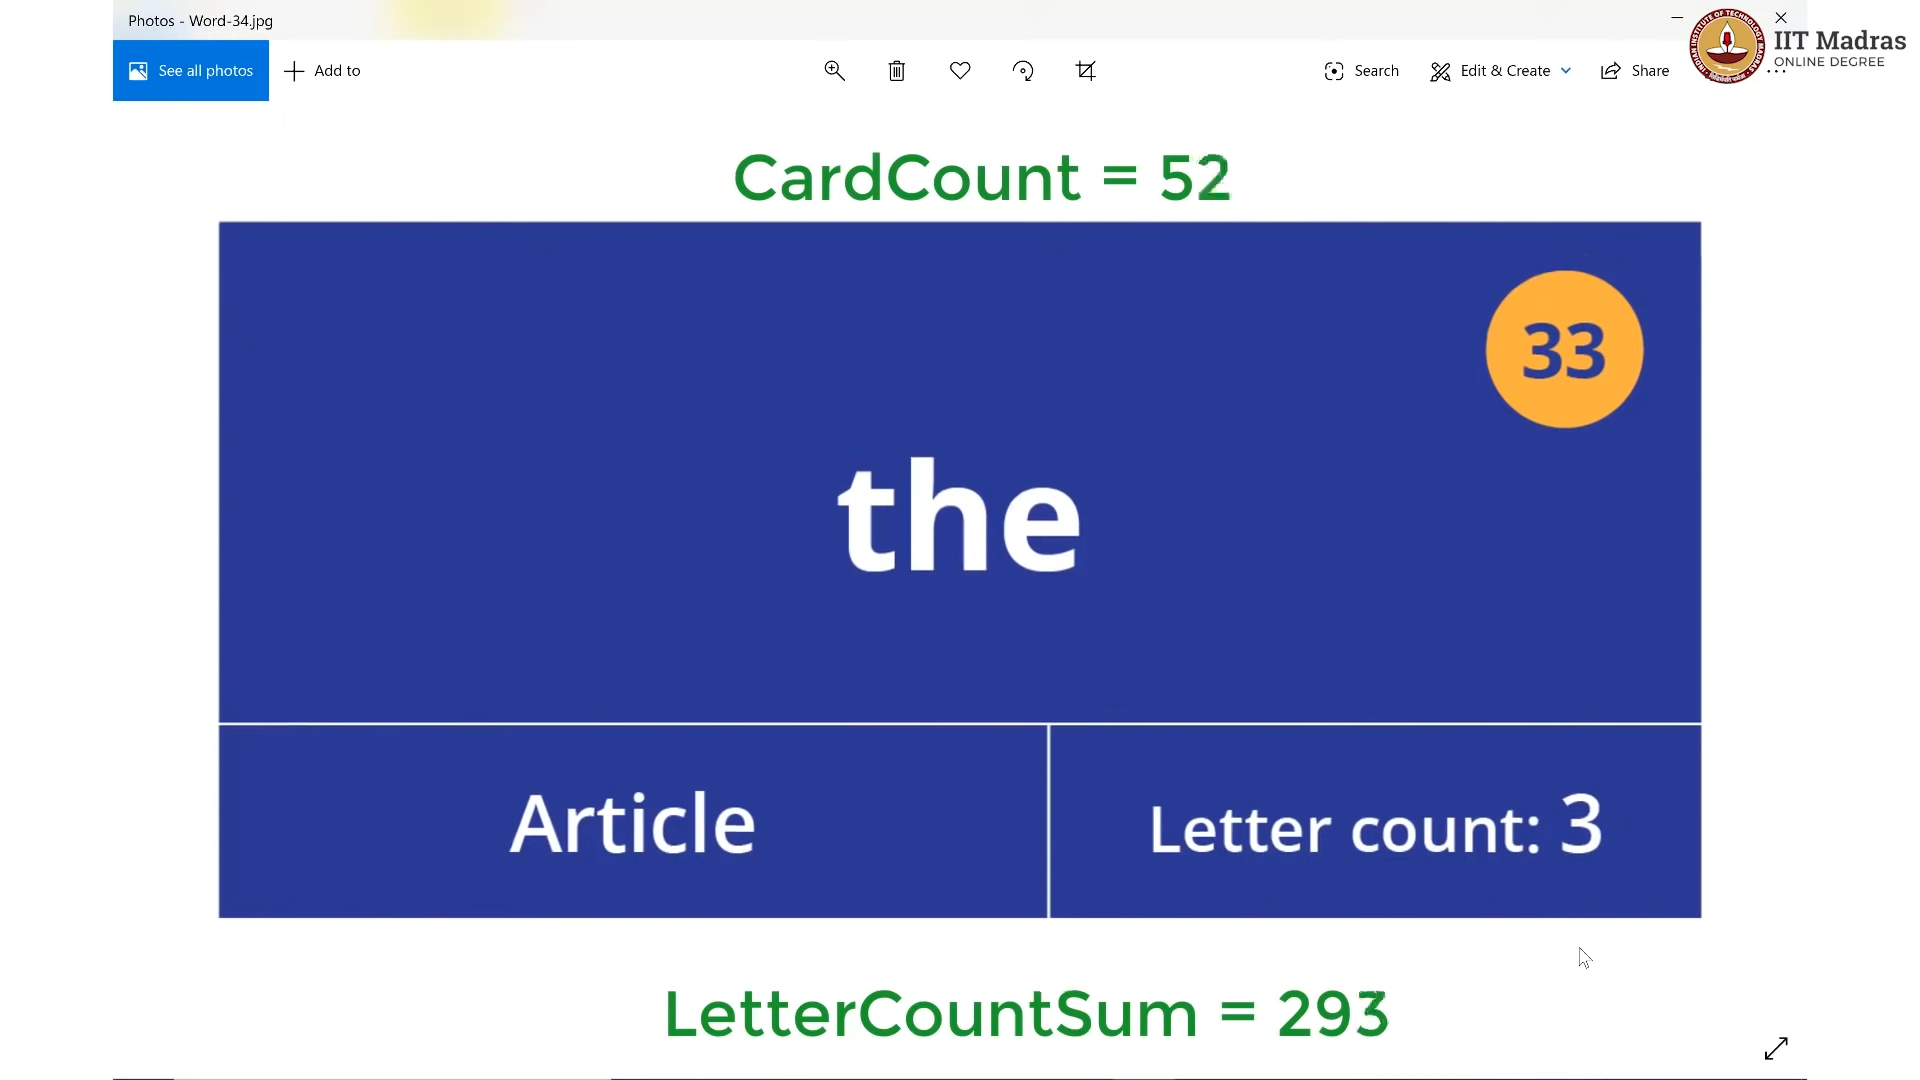 Photos - Word-34.jpg
See all photos
Add to
Search
Edit & Create
Share
IIT Madras
ONLINE DEGREE
CardCount = 52
33
the
Article
Letter count: 3
LetterCountSum = 293